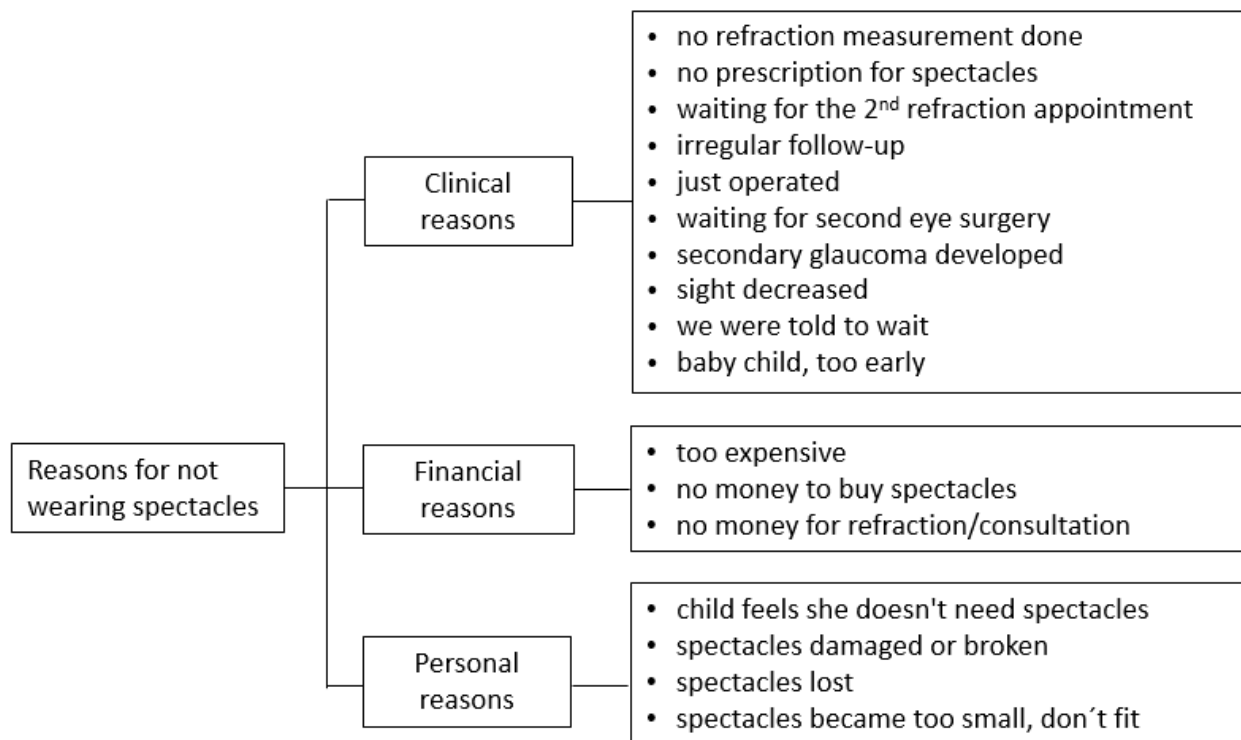 • no refraction measurement done
• no prescription for spectacles
• waiting for the 2nd refraction appointment
• irregular follow-up
• just operated
• waiting for second eye surgery
• secondary glaucoma developed
• sight decreased
• we were told to wait
• baby child, too early
Clinical
reasons
Reasons for not
wearing spectacles
Financial
reasons
• too expensive
• no money to buy spectacles
• no money for refraction/consultation
Personal
reasons
• child feels she doesn't need spectacles
• spectacles damaged or broken
• spectacles lost
• spectacles became too small, don´t fit